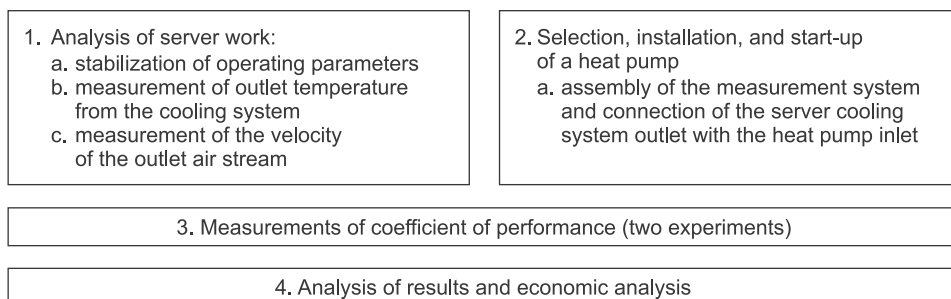 1. Analysis of server work:
a. stabilization of operating parameters
b. measurement of outlet temperature
from the cooling system
c. measurement of the velocity
of the outlet air stream
2. Selection, installation, and start-up
of a heat pump
a. assembly of the measurement system
and connection of the server cooling
system outlet with the heat pump inlet
3. Measurements of coefficient of performance (two experiments)
4. Analysis of results and economic analysis